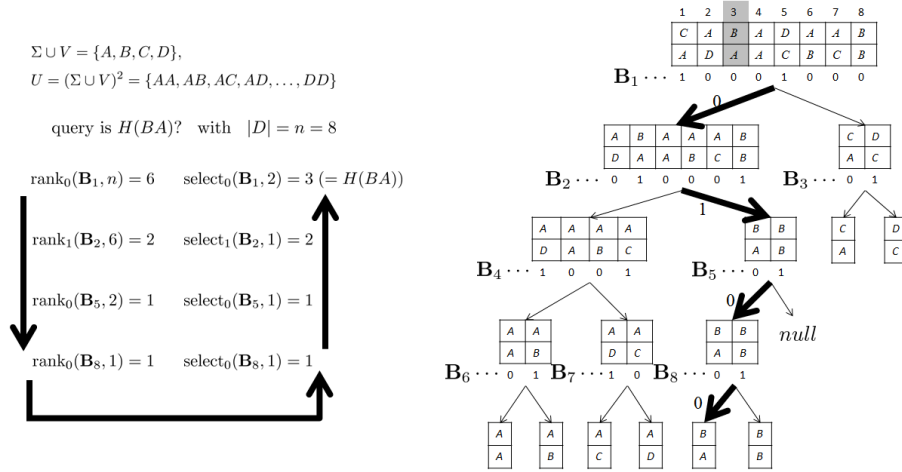 Σ ∪ V = {A, B, C, D},
U = (Σ ∪ V)² = {AA, AB, AC, AD, . . . , DD}
query is H(BA)? with |D| = n = 8
rank₀(B₁, n) = 6 select₀(B₁, 2) = 3 (= H(BA))
rank₁(B₂, 6) = 2 select₁(B₂, 1) = 2
rank₀(B₅, 2) = 1 select₀(B₅, 1) = 1
rank₀(B₈, 1) = 1 select₀(B₈, 1) = 1
1 2 3 4 5 6 7 8
C A B A D A A B
A D A A C B C B
B₁ · · · 1 0 0 0 1 0 0 0
0
A B A A A B C D
D A A B C B A C
B₂ · · · 0 1 0 0 0 1 B₃ · · · 0 1
1
A A A A B B C D
D A B C A B A C
B₄ · · · 1 0 0 1 B₅ · · · 0 1
0
null
A A A A B B
A B D C A B
B₆ · · · 0 1 B₇ · · · 1 0 B₈ · · · 0 1
0
A A A A B B
A B C D A B